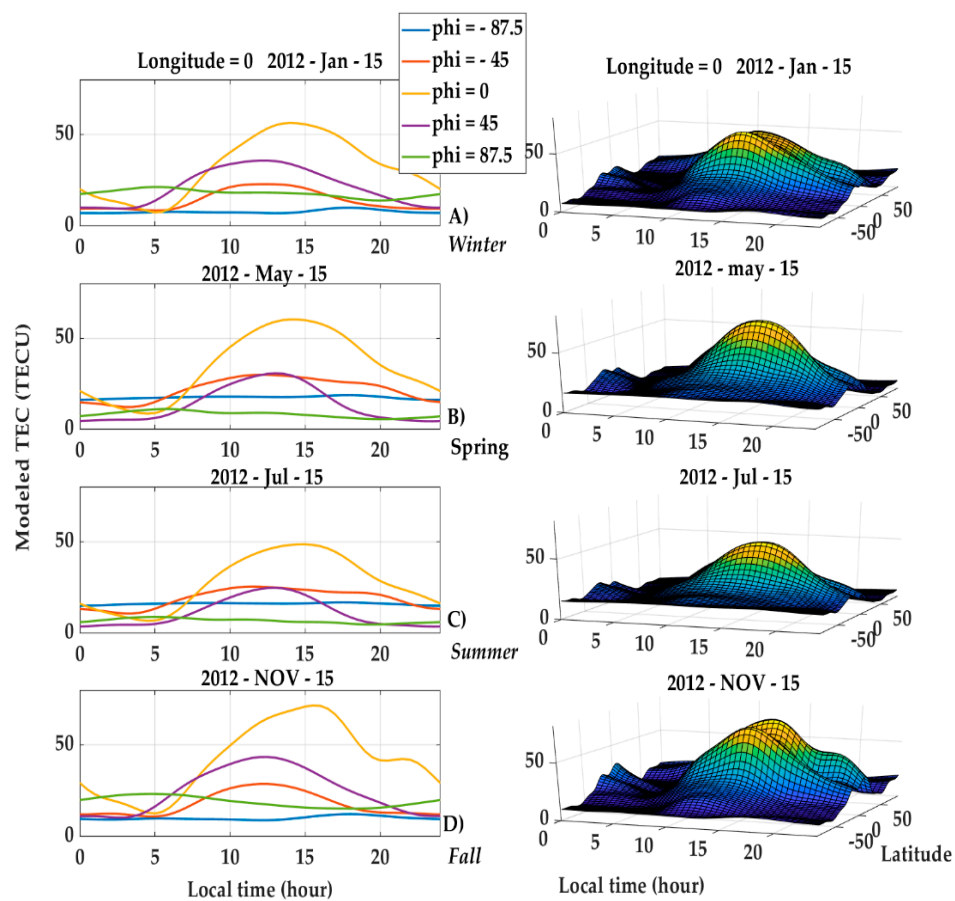 phi = - 87.5
phi = - 45
phi = 0
phi = 45
phi = 87.5
Longitude = 0 2012 - Jan - 15
50
0
0 5 10 15 20
A)
Winter
Longitude = 0 2012 - Jan - 15
50
0
0 5 10 15 20
-50 0 50
2012 - May - 15
50
0
0 5 10 15 20
B)
Spring
2012 - may - 15
50
0
0 5 10 15 20
-50 0 50
Modeled TEC (TECU)
2012 - Jul - 15
50
0
0 5 10 15 20
C)
Summer
2012 - Jul - 15
50
0
0 5 10 15 20
-50 0 50
2012 - NOV - 15
50
0
0 5 10 15 20
D)
Fall
Local time (hour)
2012 - NOV - 15
50
0
0 5 10 15 20
-50 0 50
Latitude
Local time (hour)